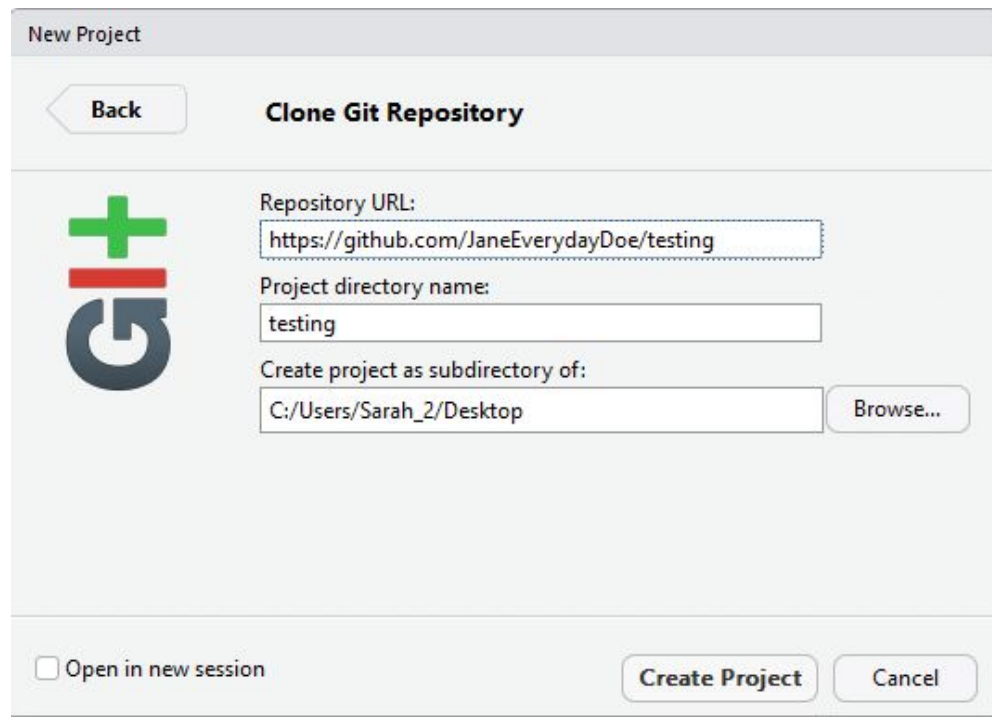 New Project
Back
Clone Git Repository
GIt
Repository URL:
https://github.com/JaneEverydayDoe/testing
Project directory name:
testing
Create project as subdirectory of:
C:/Users/Sarah_2/Desktop
Browse...
Open in new session
Create Project
Cancel